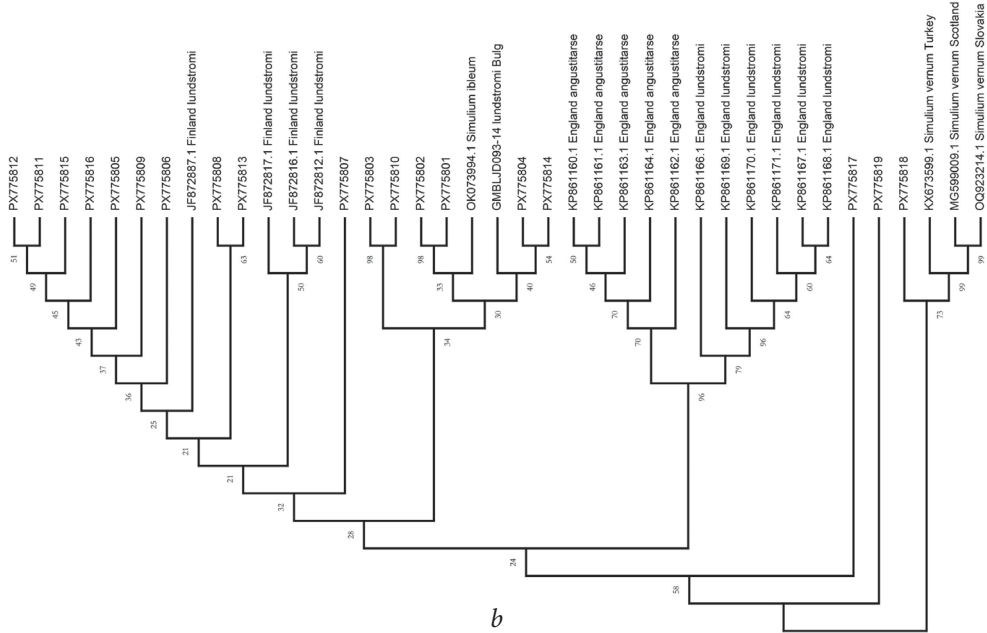 PX775812
PX775811
PX775815
PX775816
PX775805
PX775809
PX775806
JF872887.1 Finland lundstromi
PX775808
PX775813
JF872817.1 Finland lundstromi
JF872816.1 Finland lundstromi
JF872812.1 Finland lundstromi
PX775807
PX775803
PX775810
PX775802
PX775801
OK073994.1 Simulium ibleum
GMBLJD093-14 lundstromi Bulg
PX775804
PX775814
KP861160.1 England angustitarse
KP861161.1 England angustitarse
KP861163.1 England angustitarse
KP861164.1 England angustitarse
KP861162.1 England angustitarse
KP861166.1 England lundstromi
KP861169.1 England lundstromi
KP861170.1 England lundstromi
KP861171.1 England lundstromi
KP861167.1 England lundstromi
KP861168.1 England lundstromi
PX775817
PX775819
PX775818
KX673599.1 Simulium vernum Turkey
MG599009.1 Simulium vernum Scotland
OQ923214.1 Simulium vernum Slovakia
51
49
45
43
37
36
25
63
21
21
60
50
32
28
98
98
33
54
40
30
34
24
50
46
70
70
64
60
64
96
79
96
58
99
99
73
b